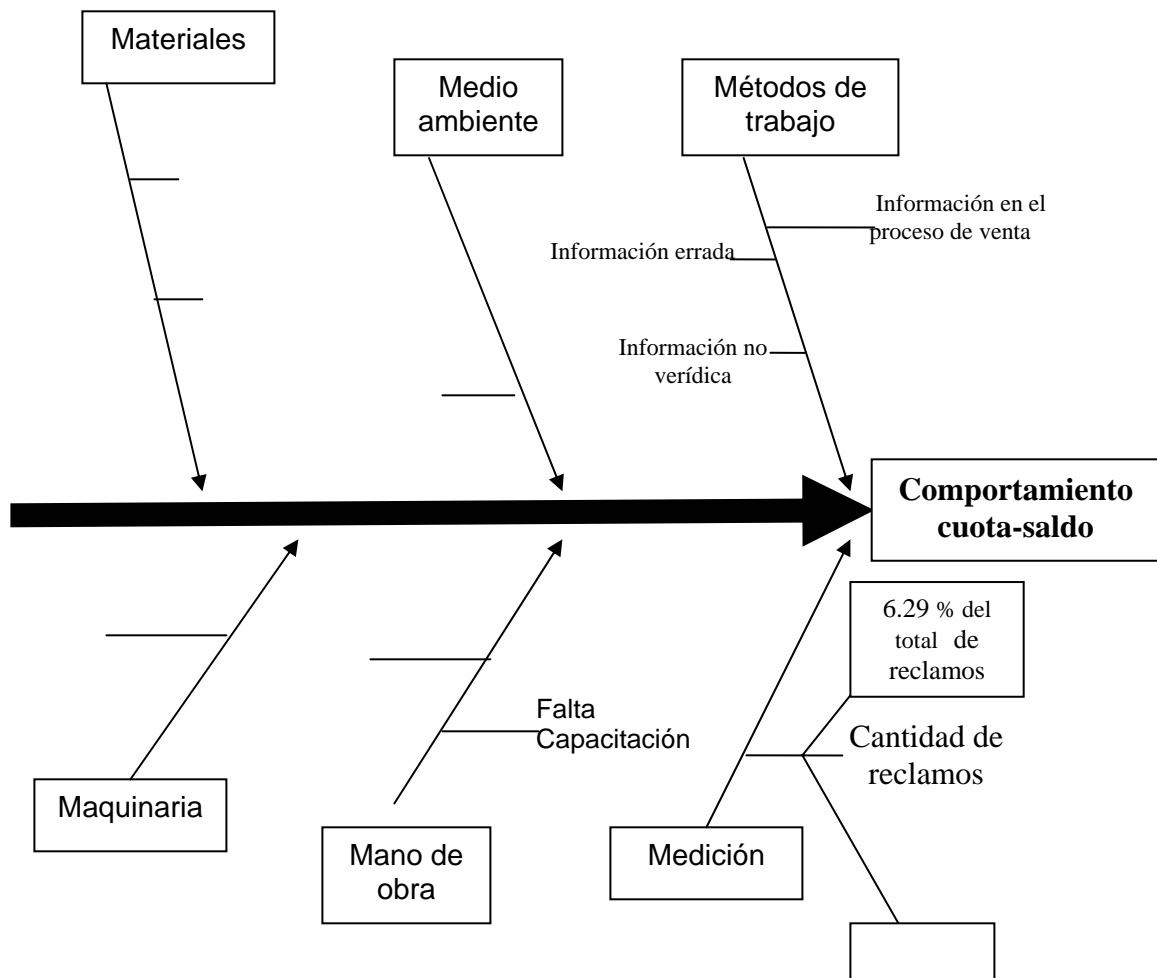 Materiales
Medio
ambiente
Métodos de
trabajo
Información en el
proceso de venta
Información errada
Información no
verídica
Comportamiento
cuota-saldo
6.29 % del
total de
reclamos
Falta
Capacitación
Cantidad de
reclamos
Maquinaria
Mano de
obra
Medición